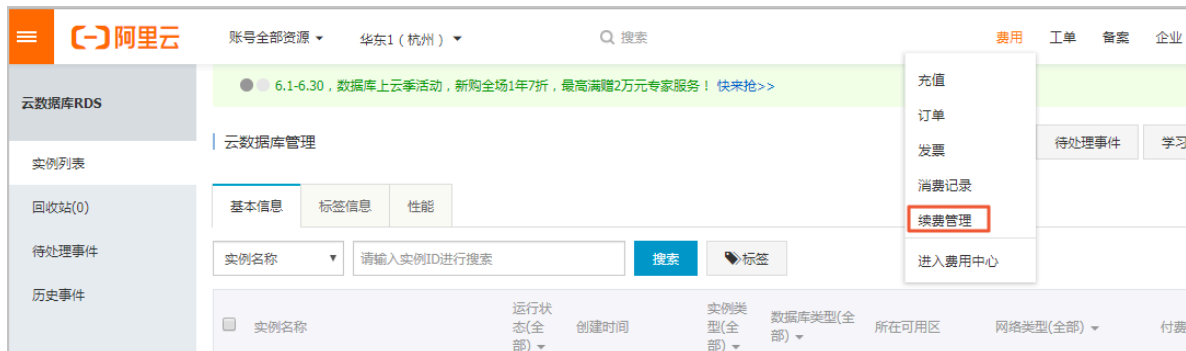 阿里云
账号全部资源
华东1（杭州）
搜索
费用
工单
备案
企业
充值
订单
发票
消费记录
续费管理
进入费用中心
云数据库RDS
实例列表
回收站(0)
待处理事件
历史事件
6.1-6.30，数据库上云季活动，新购全场1年7折，最高满赠2万元专家服务！快来抢>>
云数据库管理
待处理事件
学习
基本信息
标签信息
性能
实例名称
请输入实例ID进行搜索
搜索
标签
实例名称
运行状
态(全
部)
创建时间
实例类
型(全
部)
数据库类型(全
部)
所在可用区
网络类型(全部)
付费